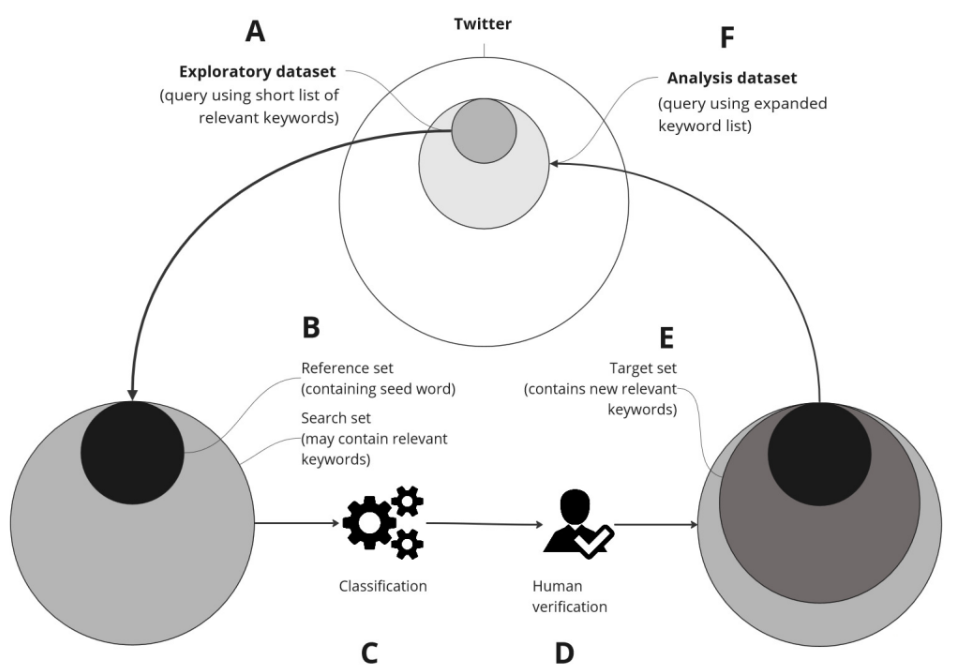 A
Twitter
F
Exploratory dataset
(query using short list of
relevant keywords)
Analysis dataset
(query using expanded
keyword list)
B
Reference set
(containing seed word)
Search set
(may contain relevant
keywords)
E
Target set
(contains new relevant
keywords)
Classification
Human
verification
C
D